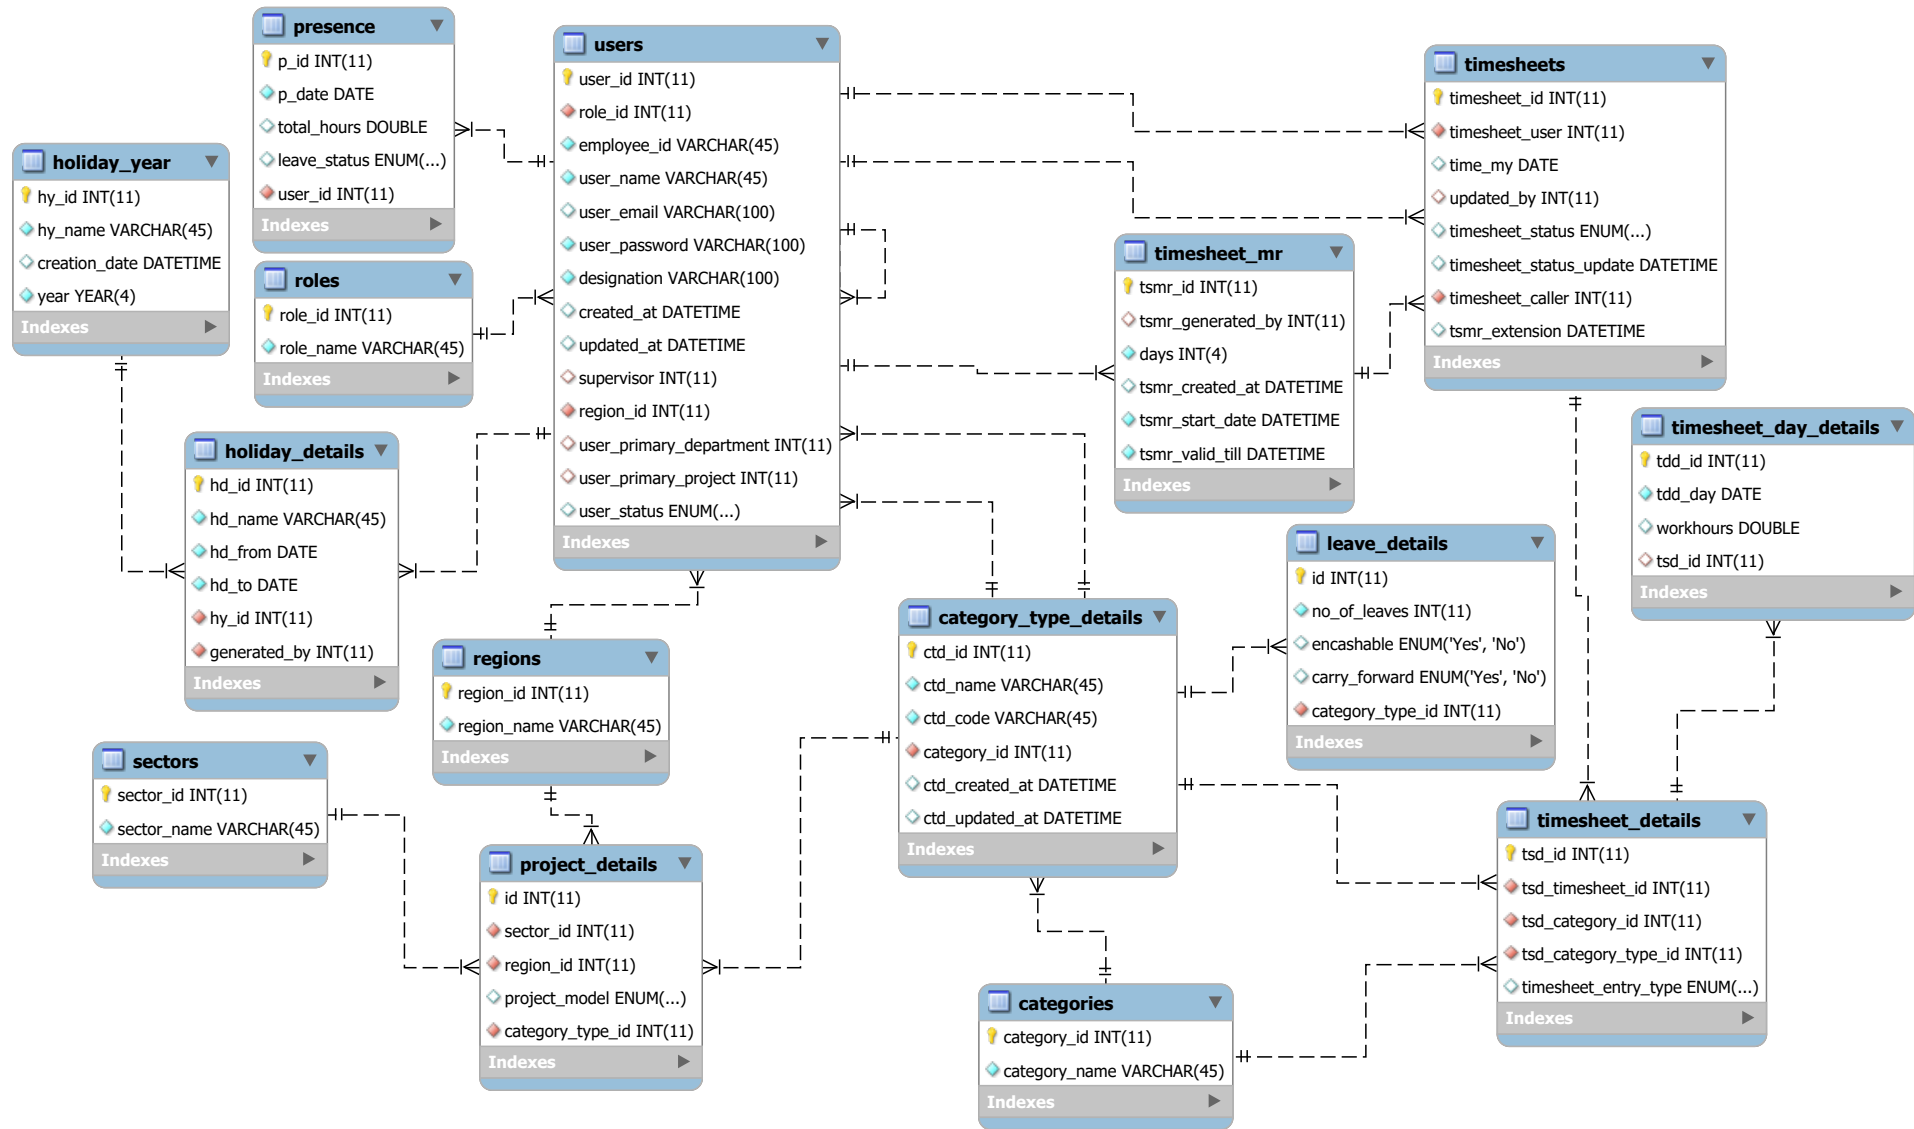 presence
p_id INT(11)
p_date DATE
total_hours DOUBLE
leave_status ENUM(...)
user_id INT(11)
Indexes
users
user_id INT(11)
role_id INT(11)
employee_id VARCHAR(45)
user_name VARCHAR(45)
user_email VARCHAR(100)
user_password VARCHAR(100)
designation VARCHAR(100)
created_at DATETIME
updated_at DATETIME
supervisor INT(11)
region_id INT(11)
user_primary_department INT(11)
user_primary_project INT(11)
user_status ENUM(...)
Indexes
timesheets
timesheet_id INT(11)
timesheet_user INT(11)
time_my DATE
updated_by INT(11)
timesheet_status ENUM(...)
timesheet_status_update DATETIME
timesheet_caller INT(11)
tsmr_extension DATETIME
Indexes
holiday_year
hy_id INT(11)
hy_name VARCHAR(45)
creation_date DATETIME
year YEAR(4)
Indexes
roles
role_id INT(11)
role_name VARCHAR(45)
Indexes
timesheet_mr
tsmr_id INT(11)
tsmr_generated_by INT(11)
days INT(4)
tsmr_created_at DATETIME
tsmr_start_date DATETIME
tsmr_valid_till DATETIME
Indexes
holiday_details
hd_id INT(11)
hd_name VARCHAR(45)
hd_from DATE
hd_to DATE
hy_id INT(11)
generated_by INT(11)
Indexes
timesheet_day_details
tdd_id INT(11)
tdd_day DATE
workhours DOUBLE
tsd_id INT(11)
Indexes
leave_details
id INT(11)
no_of_leaves INT(11)
encashable ENUM('Yes', 'No')
carry_forward ENUM('Yes', 'No')
category_type_id INT(11)
Indexes
category_type_details
ctd_id INT(11)
ctd_name VARCHAR(45)
ctd_code VARCHAR(45)
category_id INT(11)
ctd_created_at DATETIME
ctd_updated_at DATETIME
Indexes
regions
region_id INT(11)
region_name VARCHAR(45)
Indexes
sectors
sector_id INT(11)
sector_name VARCHAR(45)
Indexes
project_details
id INT(11)
sector_id INT(11)
region_id INT(11)
project_model ENUM(...)
category_type_id INT(11)
Indexes
timesheet_details
tsd_id INT(11)
tsd_timesheet_id INT(11)
tsd_category_id INT(11)
tsd_category_type_id INT(11)
timesheet_entry_type ENUM(...)
Indexes
categories
category_id INT(11)
category_name VARCHAR(45)
Indexes